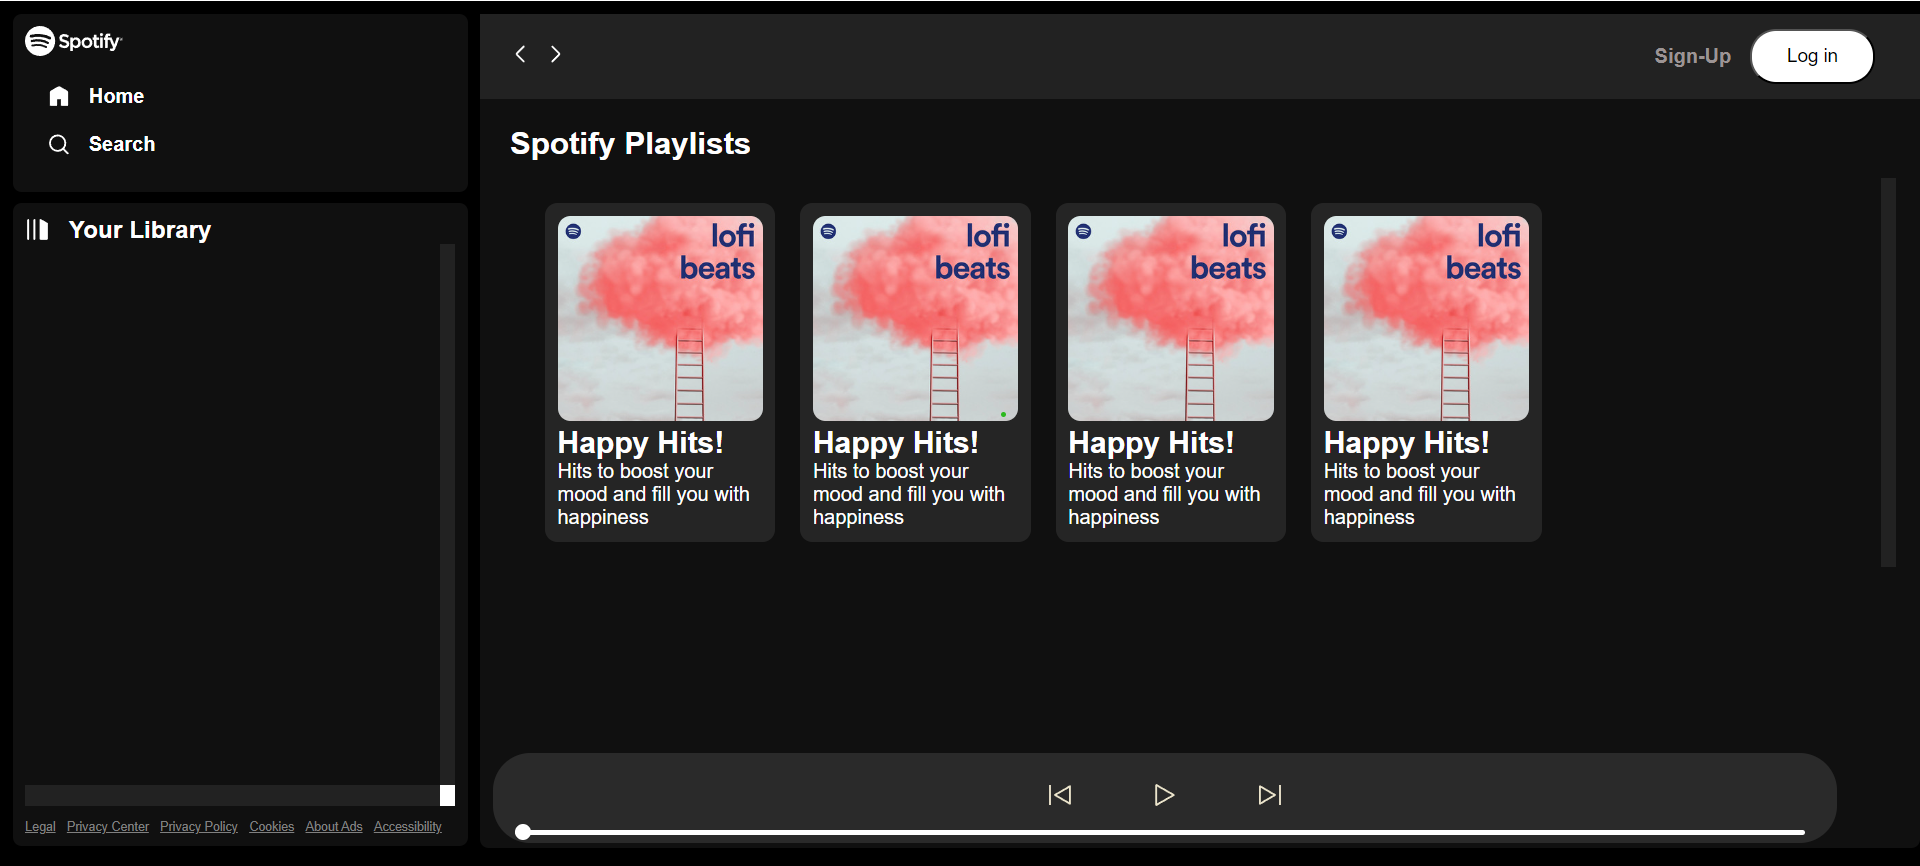 Spotify
Home
Search
Your Library
Legal Privacy Center Privacy Policy Cookies About Ads Accessibility
Sign-Up Log in
Spotify Playlists
lofi
beats
Happy Hits!
Hits to boost your
mood and fill you with
happiness
lofi
beats
Happy Hits!
Hits to boost your
mood and fill you with
happiness
lofi
beats
Happy Hits!
Hits to boost your
mood and fill you with
happiness
lofi
beats
Happy Hits!
Hits to boost your
mood and fill you with
happiness